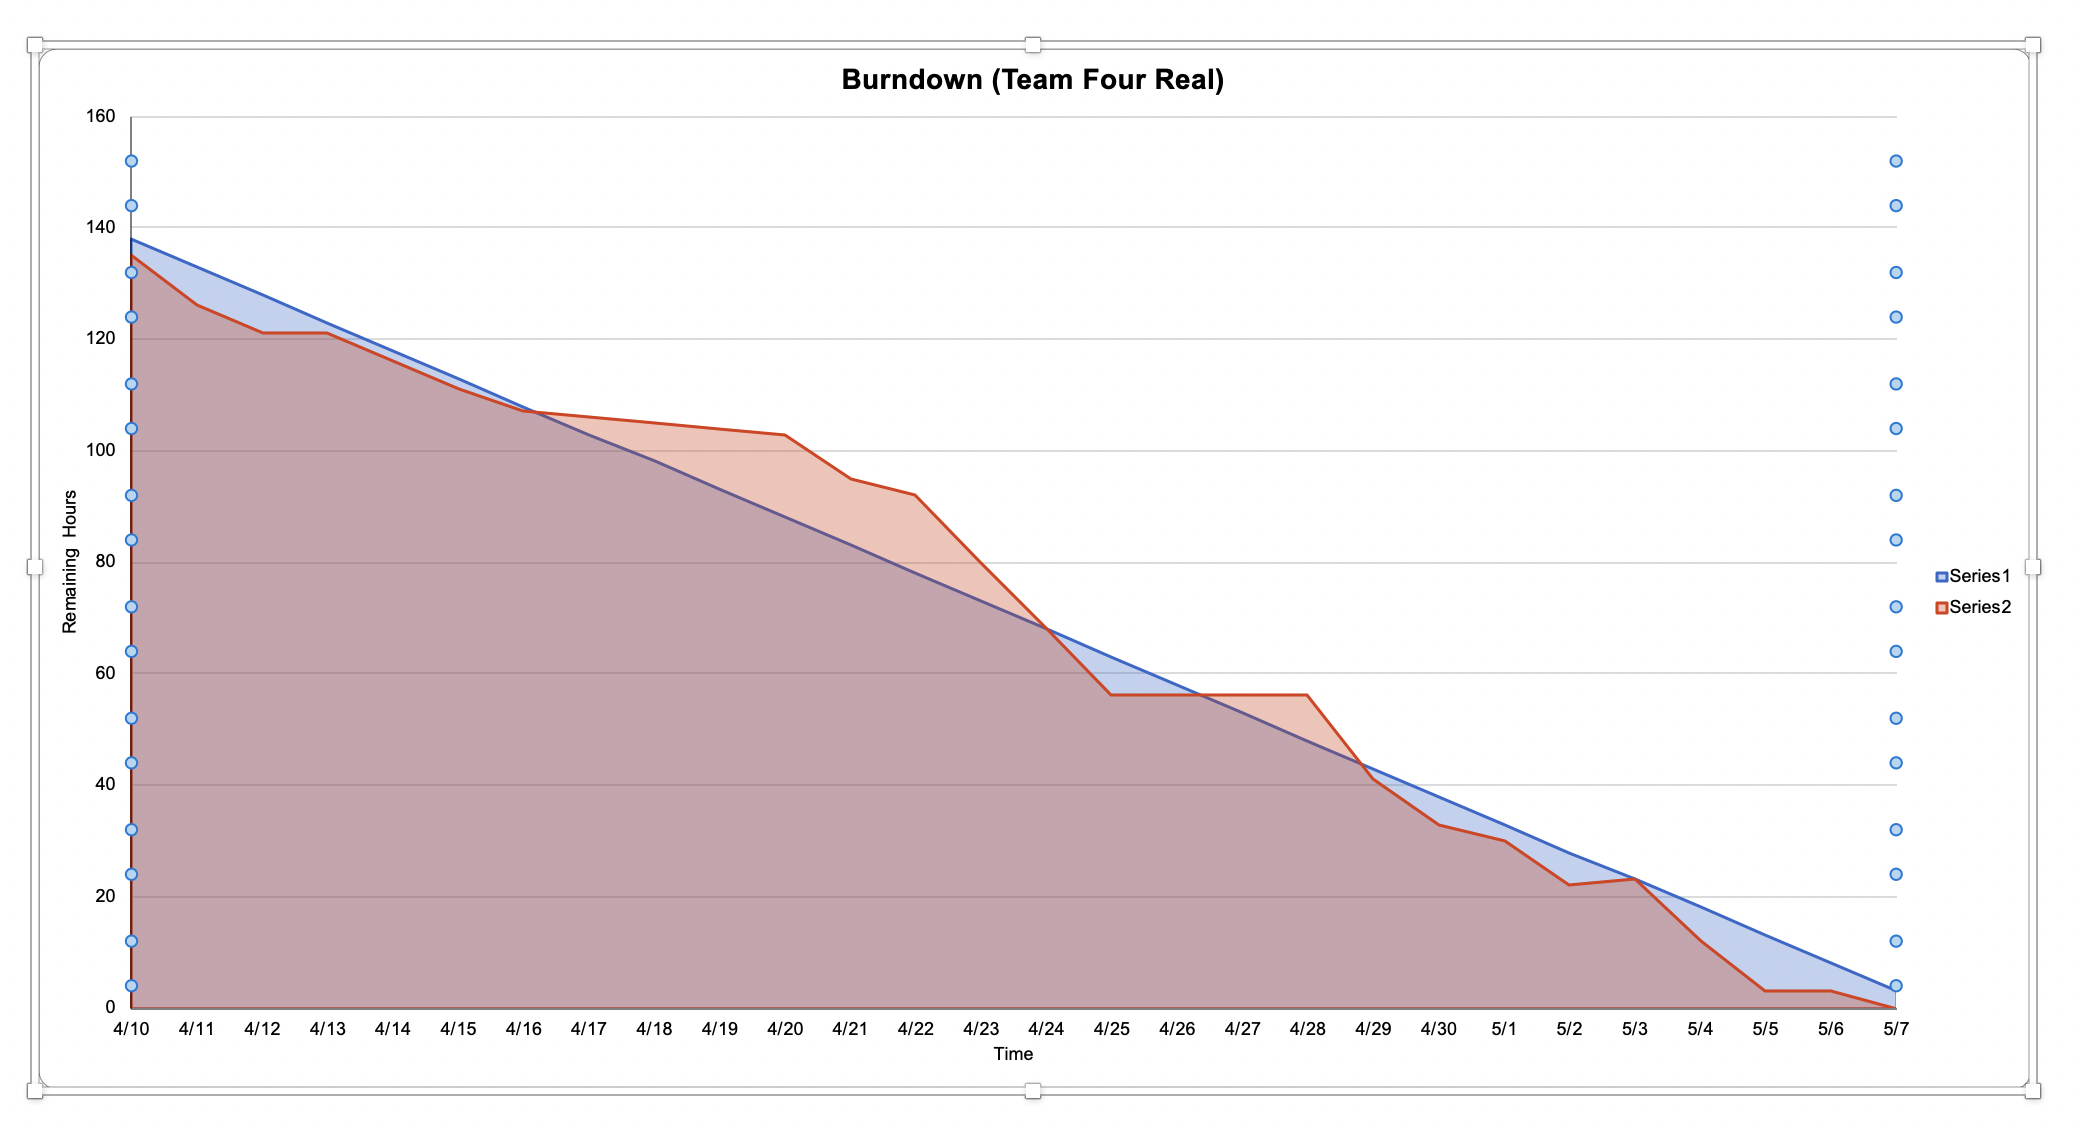 Burndown (Team Four Real)
160
140
120
100
80
60
40
20
0
Remaining Hours
4/10 4/11 4/12 4/13 4/14 4/15 4/16 4/17 4/18 4/19 4/20 4/21 4/22 4/23 4/24 4/25 4/26 4/27 4/28 4/29 4/30 5/1 5/2 5/3 5/4 5/5 5/6 5/7
Time
Series1
Series2